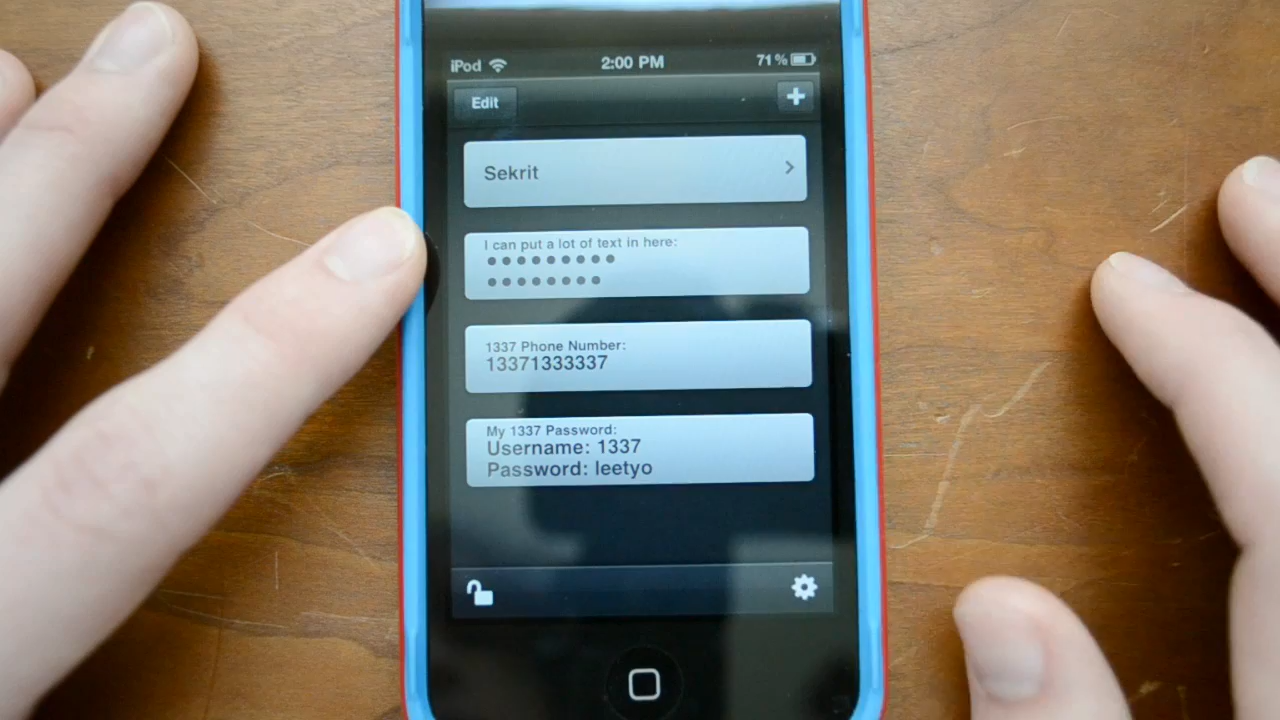 iPod 2:00 PM 71%
Edit +
Sekrit
I can put a lot of text in here:
•••••••••
••••••••
1337 Phone Number:
13371333337
My 1337 Password:
Username: 1337
Password: leetyo